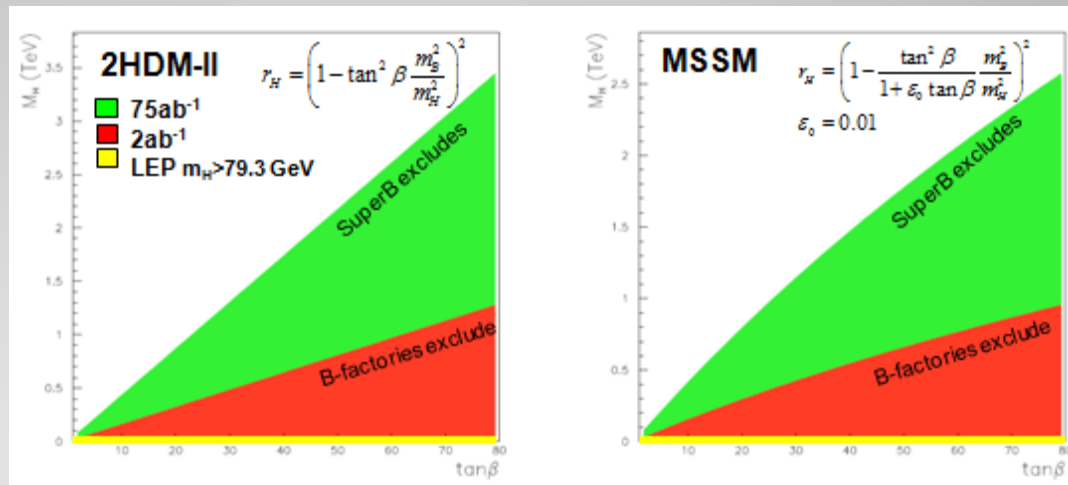 2HDM-II
r_H = (1 − tan² β m_B² / m_H²)²
75ab⁻¹
2ab⁻¹
LEP m_H>79.3 GeV
M_H (TeV)
3.5
3
2.5
2
1.5
1
0.5
0
SuperB excludes
B-factories exclude
10 20 30 40 50 60 70 80
tanβ
MSSM
r_H = (1 − tan² β / (1 + ε₀ tan β) m_B² / m_H²)²
ε₀ = 0.01
M_H (TeV)
2.5
2
1.5
1
0.5
0
SuperB excludes
B-factories exclude
10 20 30 40 50 60 70 80
tanβ